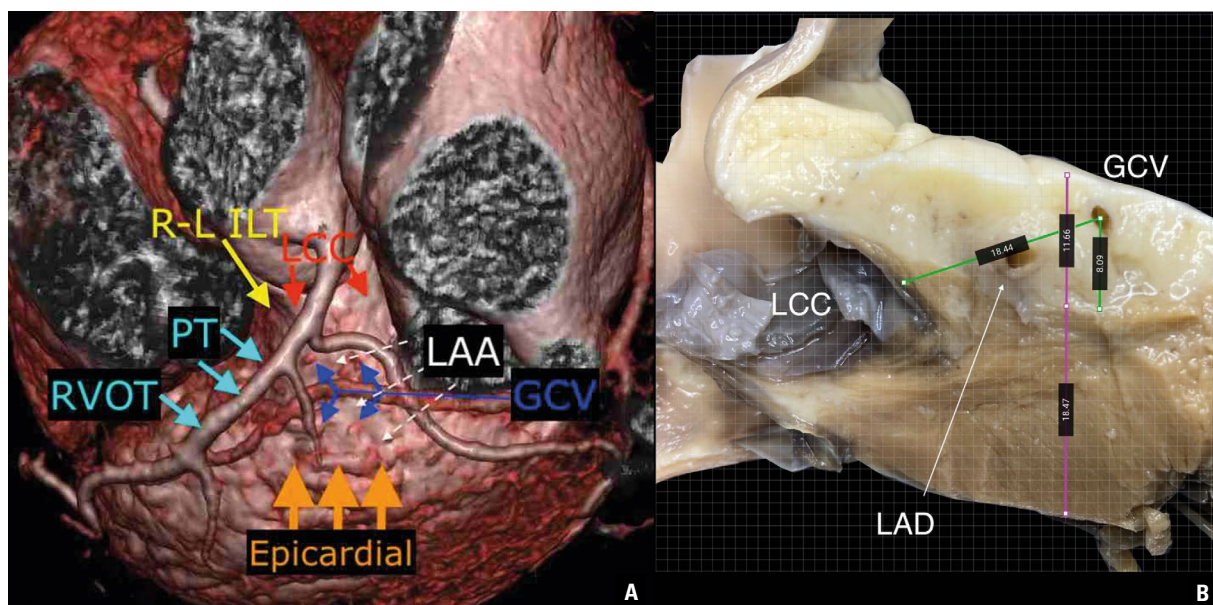 R-L ILT
LCC
PT
LAA
RVOT
GCV
Epicardial
A
GCV
18.44
11.66
8.09
LCC
18.47
LAD
B